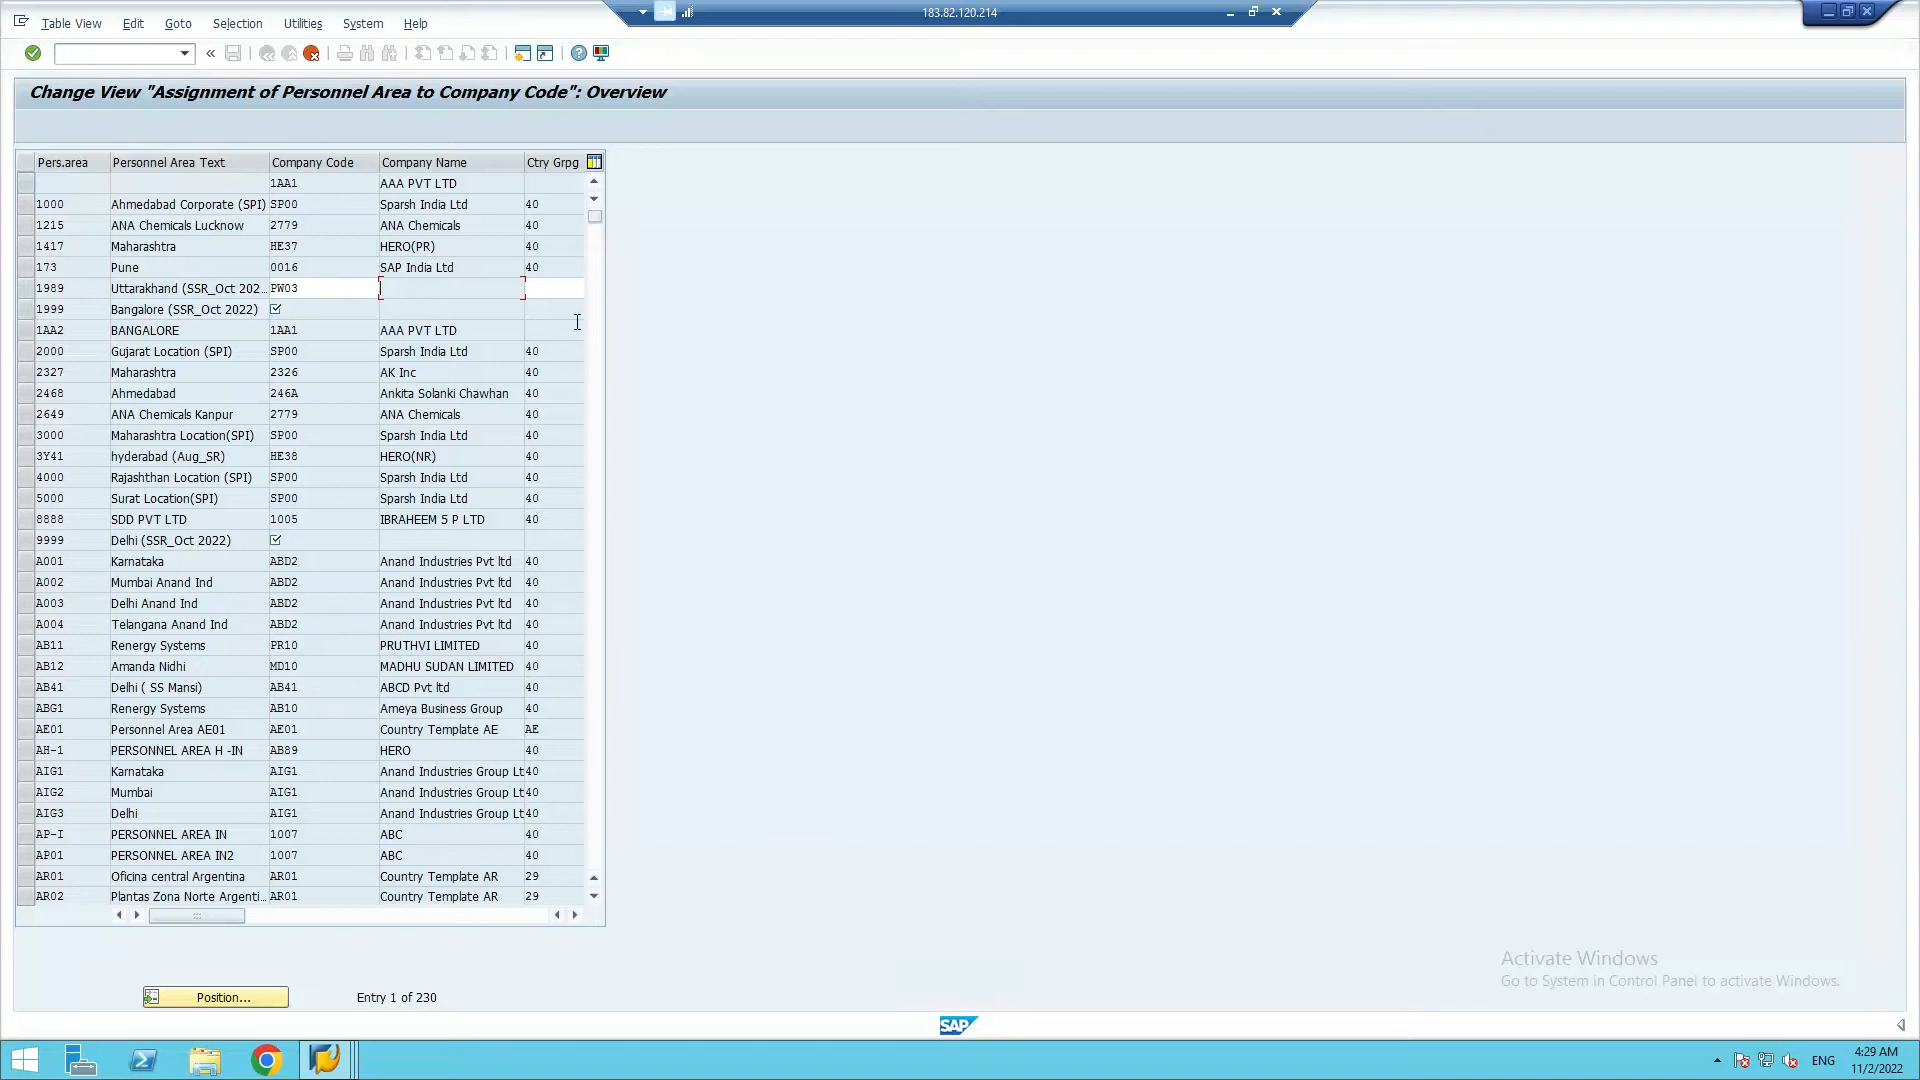 183.82.120.214
Table View Edit Goto Selection Utilities System Help
Change View "Assignment of Personnel Area to Company Code": Overview
Pers.area Personnel Area Text Company Code Company Name Ctry Grpg
1AA1 AAA PVT LTD
1000 Ahmedabad Corporate (SPI) SP00 Sparsh India Ltd 40
1215 ANA Chemicals Lucknow 2779 ANA Chemicals 40
1417 Maharashtra HE37 HERO(PR) 40
173 Pune 0016 SAP India Ltd 40
1989 Uttarakhand (SSR_Oct 202... PW03
1999 Bangalore (SSR_Oct 2022)
1AA2 BANGALORE 1AA1 AAA PVT LTD
2000 Gujarat Location (SPI) SP00 Sparsh India Ltd 40
2327 Maharashtra 2326 AK Inc 40
2468 Ahmedabad 246A Ankita Solanki Chawhan 40
2649 ANA Chemicals Kanpur 2779 ANA Chemicals 40
3000 Maharashtra Location(SPI) SP00 Sparsh India Ltd 40
3Y41 hyderabad (Aug_SR) HE38 HERO(NR) 40
4000 Rajashthan Location (SPI) SP00 Sparsh India Ltd 40
5000 Surat Location(SPI) SP00 Sparsh India Ltd 40
8888 SDD PVT LTD 1005 IBRAHEEM 5 P LTD 40
9999 Delhi (SSR_Oct 2022)
A001 Karnataka ABD2 Anand Industries Pvt ltd 40
A002 Mumbai Anand Ind ABD2 Anand Industries Pvt ltd 40
A003 Delhi Anand Ind ABD2 Anand Industries Pvt ltd 40
A004 Telangana Anand Ind ABD2 Anand Industries Pvt ltd 40
AB11 Renergy Systems PR10 PRUTHVI LIMITED 40
AB12 Amanda Nidhi MD10 MADHU SUDAN LIMITED 40
AB41 Delhi ( SS Mansi) AB41 ABCD Pvt ltd 40
ABG1 Renergy Systems AB10 Ameya Business Group 40
AE01 Personnel Area AE01 AE01 Country Template AE AE
AH-1 PERSONNEL AREA H -IN AB89 HERO 40
AIG1 Karnataka AIG1 Anand Industries Group Lt 40
AIG2 Mumbai AIG1 Anand Industries Group Lt 40
AIG3 Delhi AIG1 Anand Industries Group Lt 40
AP-I PERSONNEL AREA IN 1007 ABC 40
AP01 PERSONNEL AREA IN2 1007 ABC 40
AR01 Oficina central Argentina AR01 Country Template AR 29
AR02 Plantas Zona Norte Argenti... AR01 Country Template AR 29
Position... Entry 1 of 230
Activate Windows
Go to System in Control Panel to activate Windows.
SAP
ENG 4:29 AM
11/2/2022